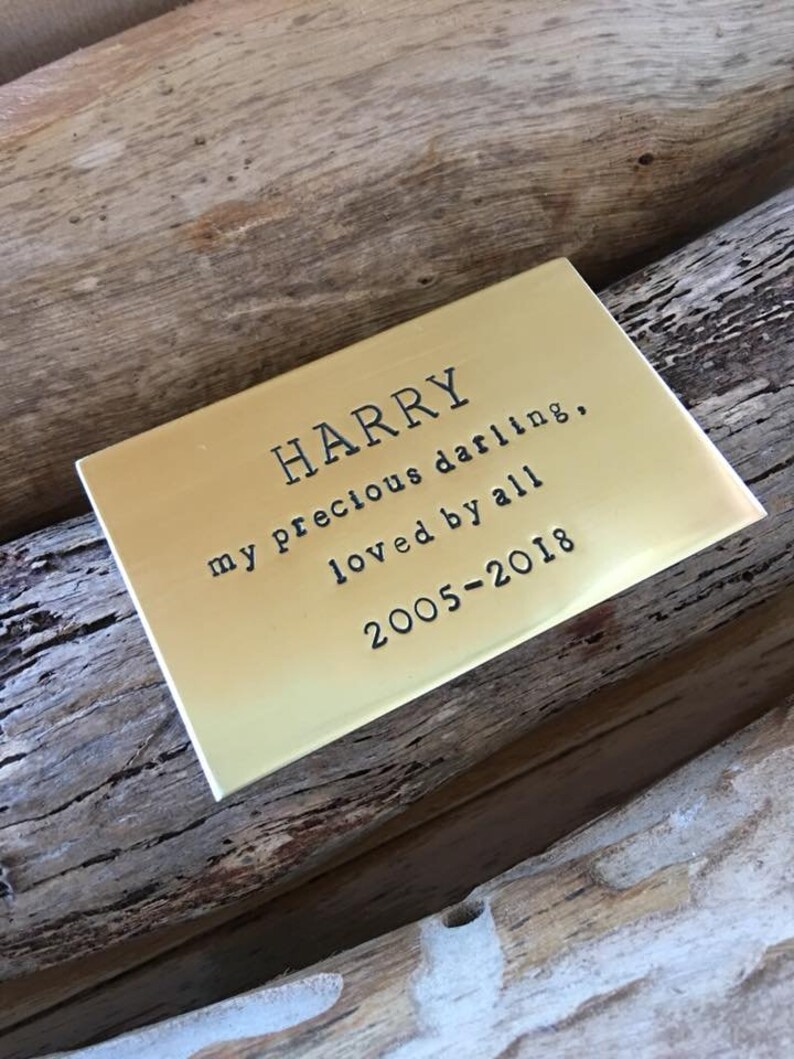 HARRY
my precious darling,
loved by all
2005-2018